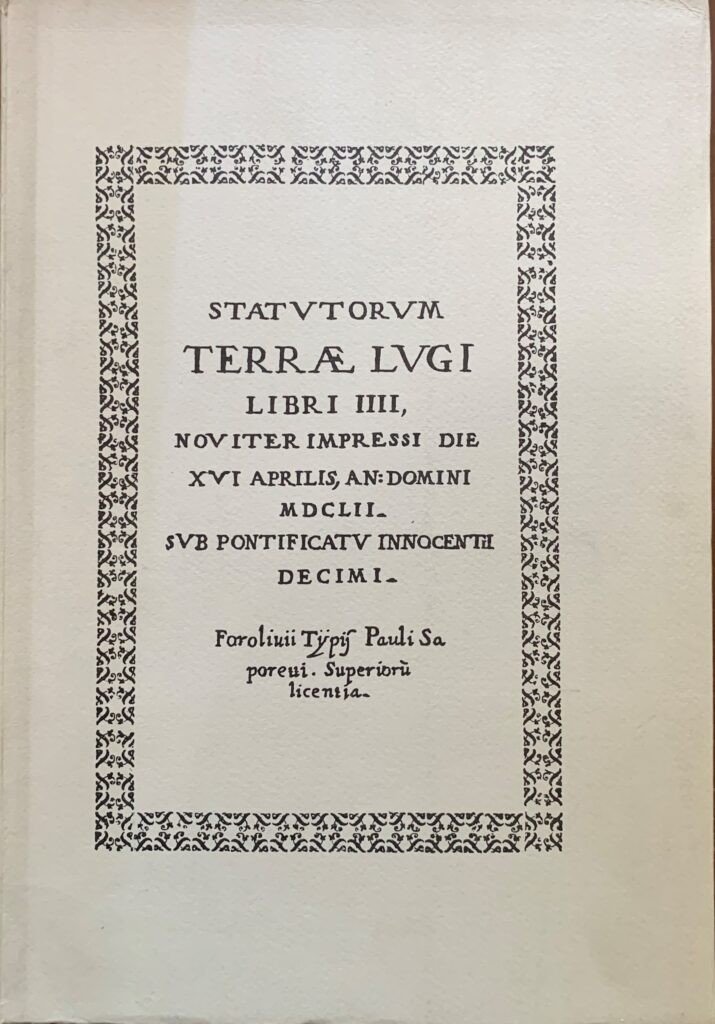 STATVTORVM
TERRÆ LVGI
LIBRI IIII,
NOVITER IMPRESSI DIE
XVI APRILIS, AN: DOMINI
MDCLII.
SVB PONTIFICATV INNOCENTII
DECIMI.
Foroliuii Typis Pauli Sa
poreui. Superiorũ
licentia.